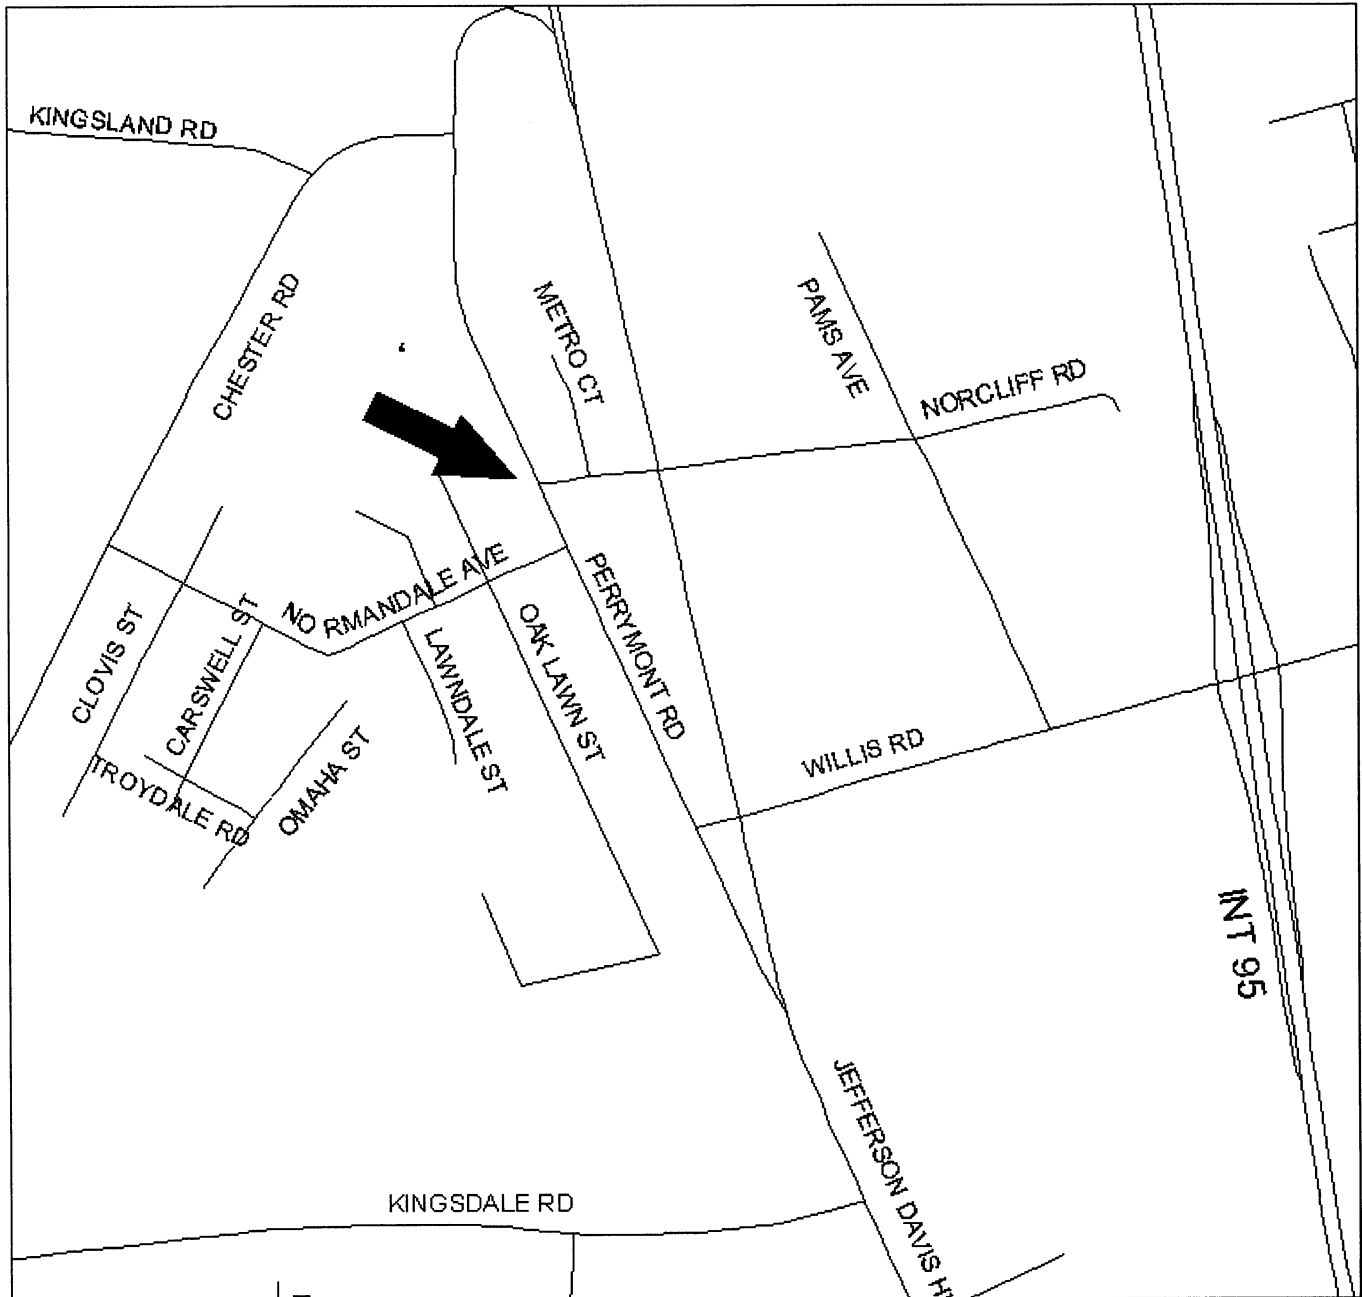 KINGSLAND RD
CHESTER RD
METRO CT
PAMS AVE
NORCLIFF RD
NO RMANDALE AVE
CLOVIS ST
CARSWELL ST
LAWNDALE ST
OAK LAWN ST
PERRYMONT RD
TROYDALE RD
OMAHA ST
WILLIS RD
INT 95
JEFFERSON DAVIS
KINGSDALE RD